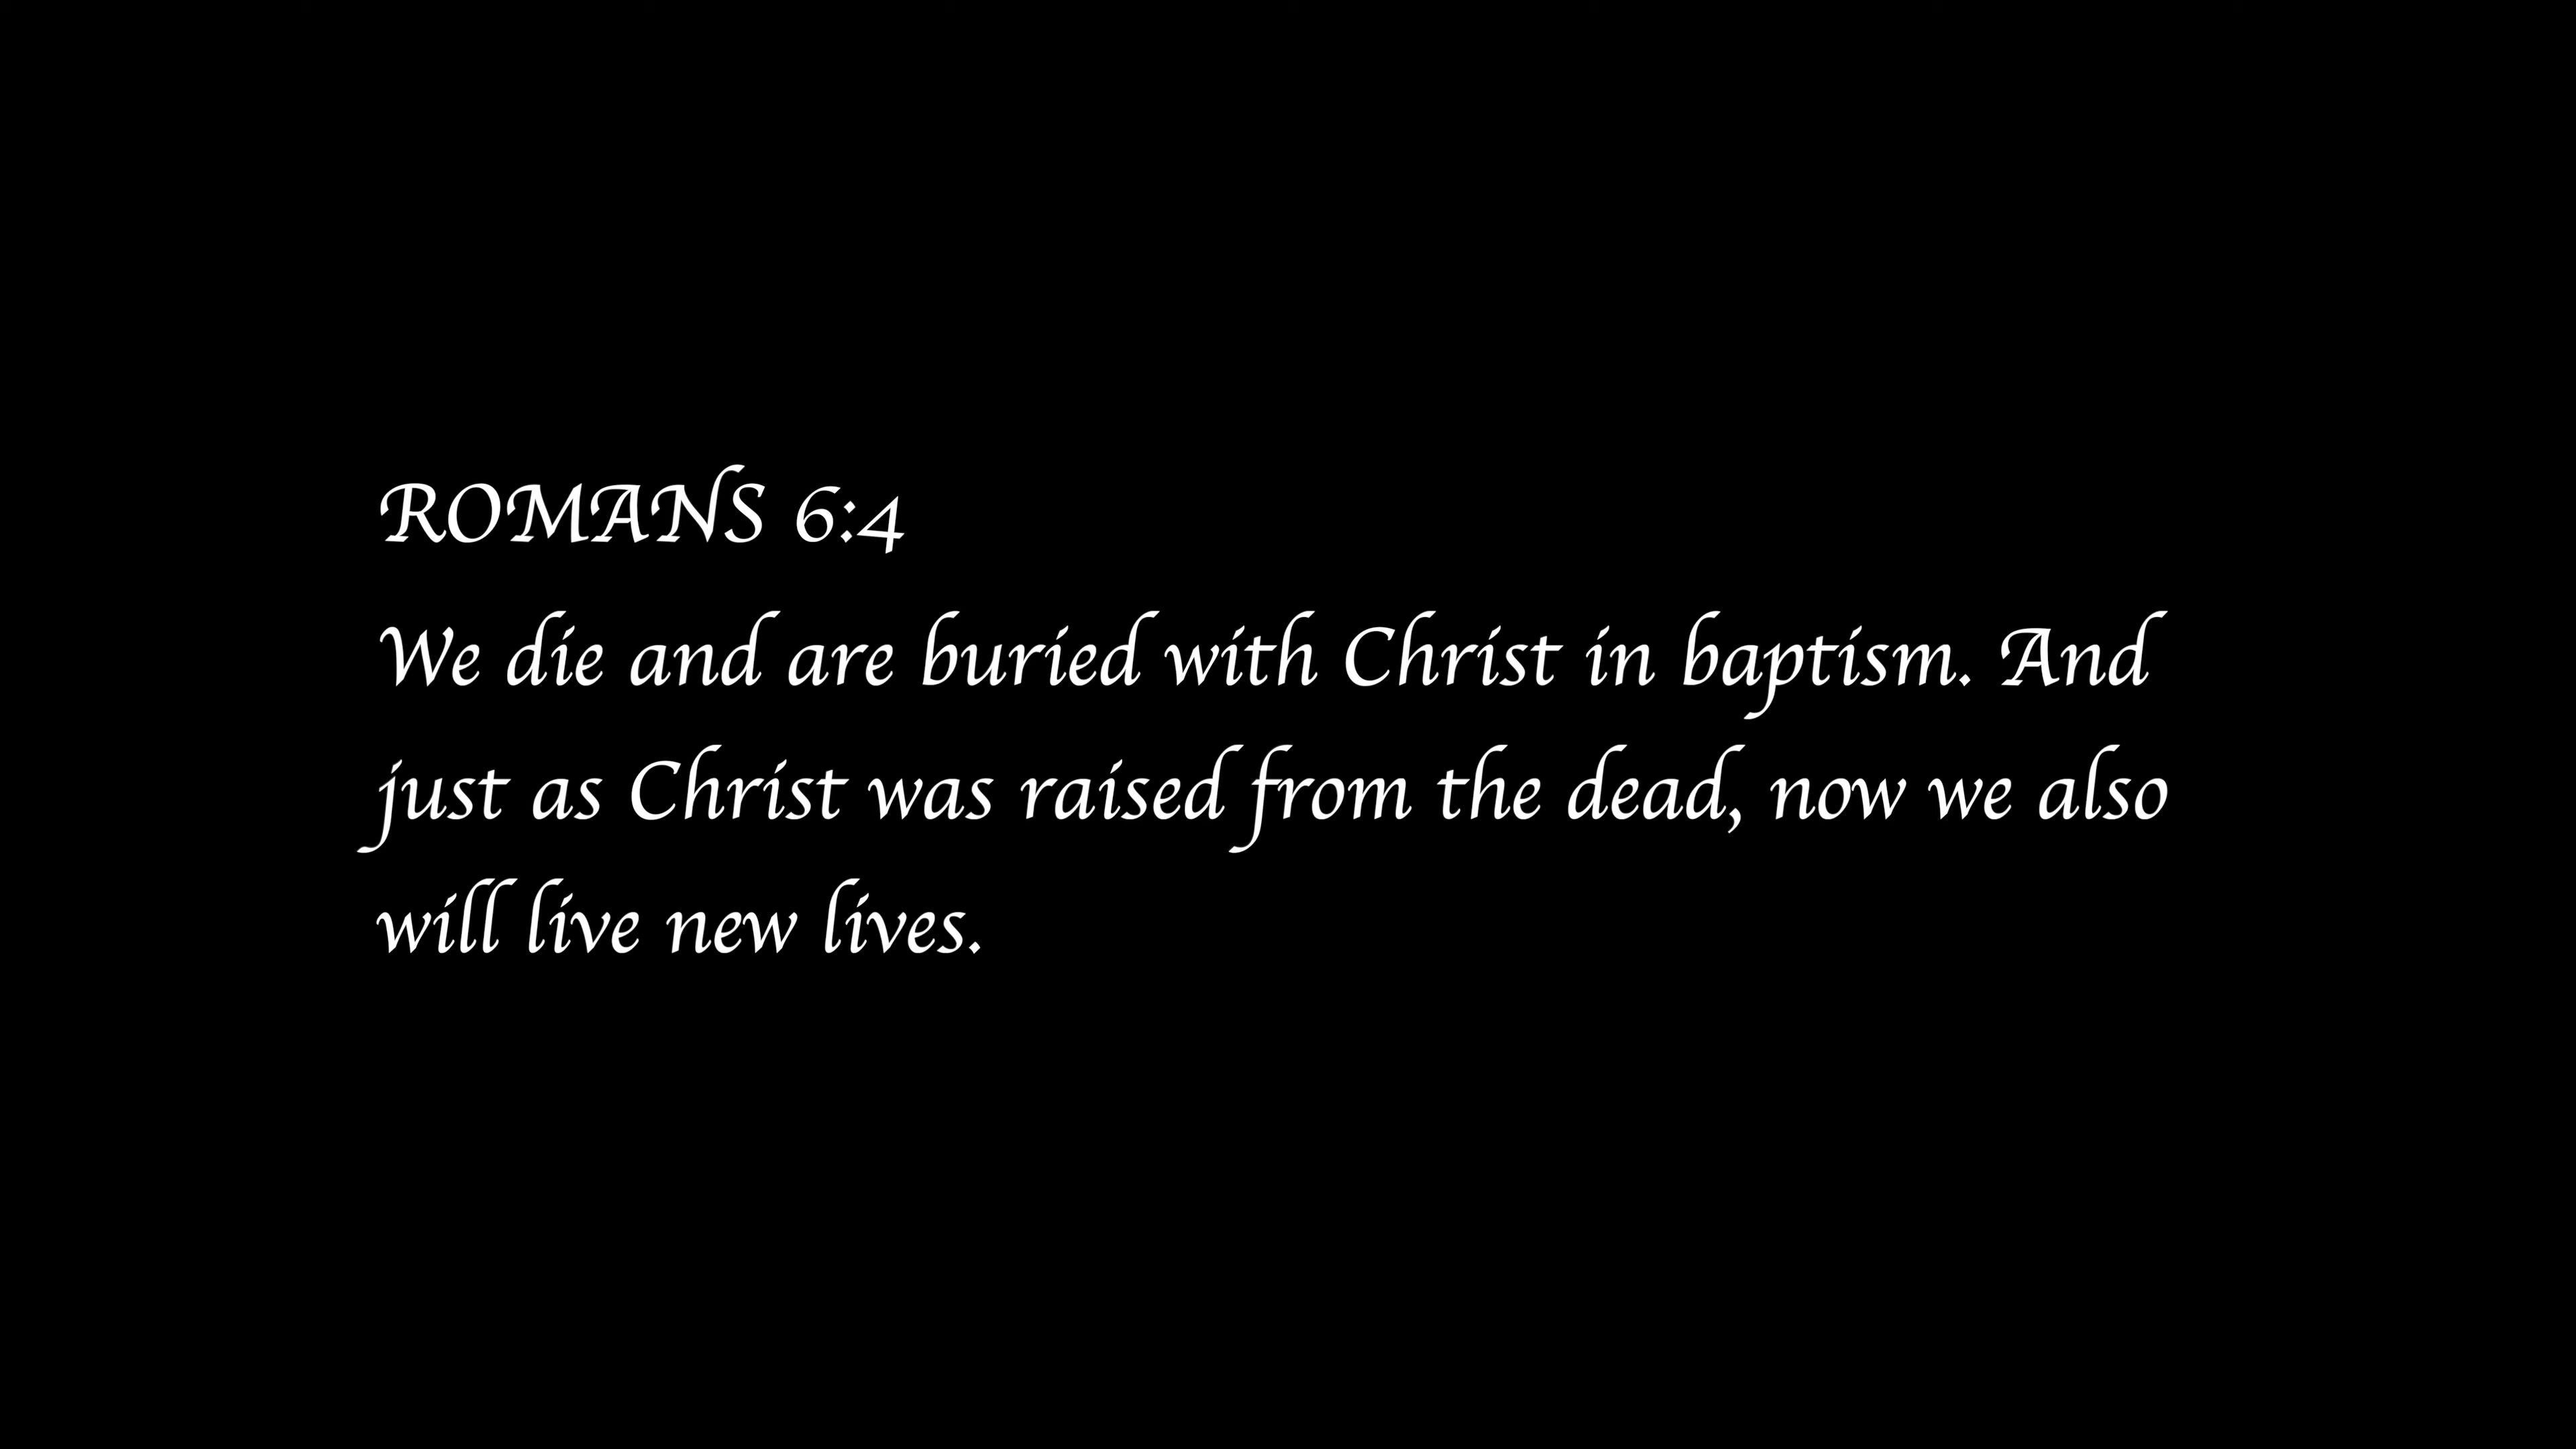 ROMANS 6:4
We die and are buried with Christ in baptism. And
just as Christ was raised from the dead, now we also
will live new lives.